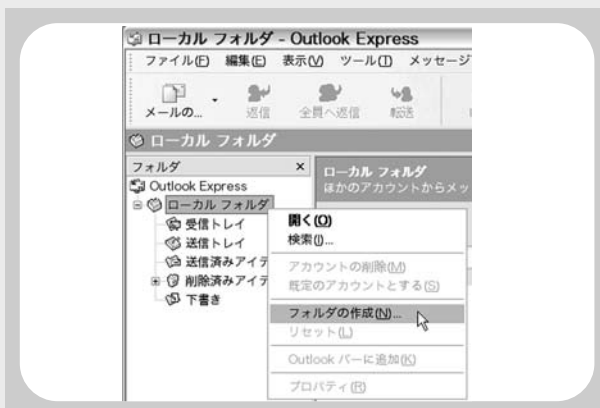 ローカル フォルダ - Outlook Express
ファイル(F) 編集(E) 表示(V) ツール(T) メッセージ
メールの... 返信 全員へ返信 転送
ローカル フォルダ
フォルダ ×
ローカル フォルダ
ほかのアカウントからメッ
Outlook Express
ローカル フォルダ
受信トレイ
送信トレイ
送信済みアイテ
削除済みアイテ
下書き
開く(O)
検索(I)...
アカウントの削除(M)
既定のアカウントとする(S)
フォルダの作成(N)...
リセット(L)
Outlook バーに追加(K)
プロパティ(R)